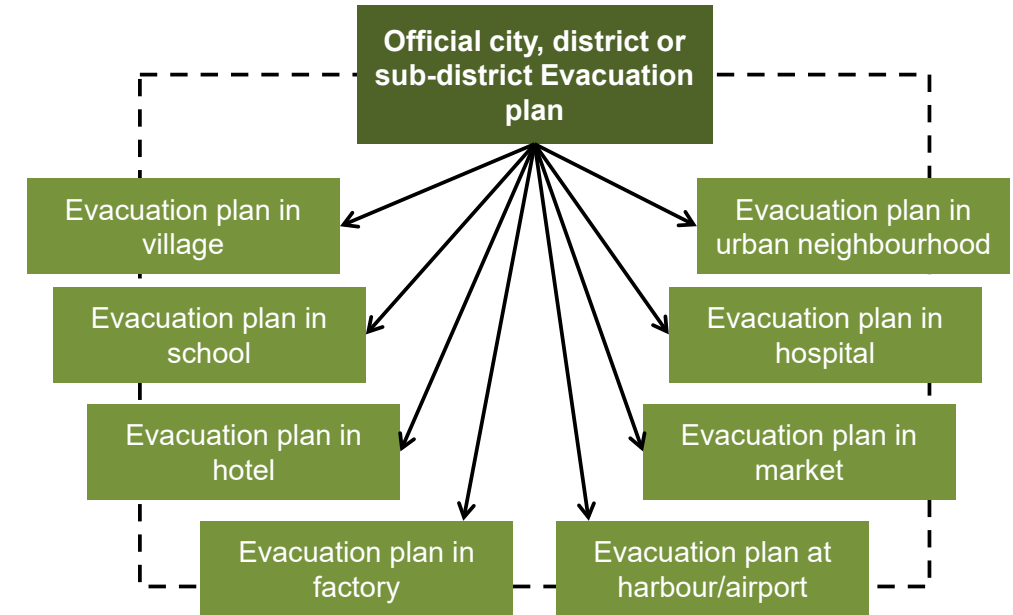 Official city, district or
sub-district Evacuation
plan
Evacuation plan in
village
Evacuation plan in
urban neighbourhood
Evacuation plan in
school
Evacuation plan in
hospital
Evacuation plan in
hotel
Evacuation plan in
market
Evacuation plan in
factory
Evacuation plan at
harbour/airport